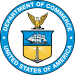 DEPARTMENT OF COMMERCE
UNITED STATES OF AMERICA